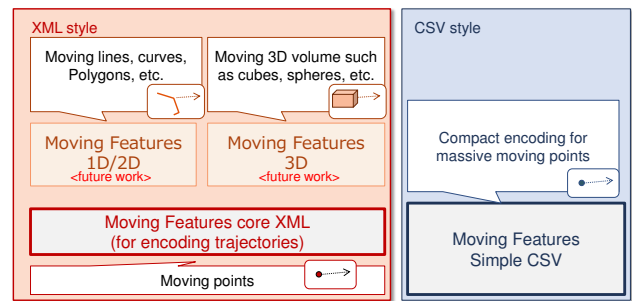 XML style
Moving lines, curves,
Polygons, etc.
Moving 3D volume such
as cubes, spheres, etc.
Moving Features
1D/2D
<future work>
Moving Features
3D
<future work>
Moving Features core XML
(for encoding trajectories)
Moving points
CSV style
Compact encoding for
massive moving points
Moving Features
Simple CSV